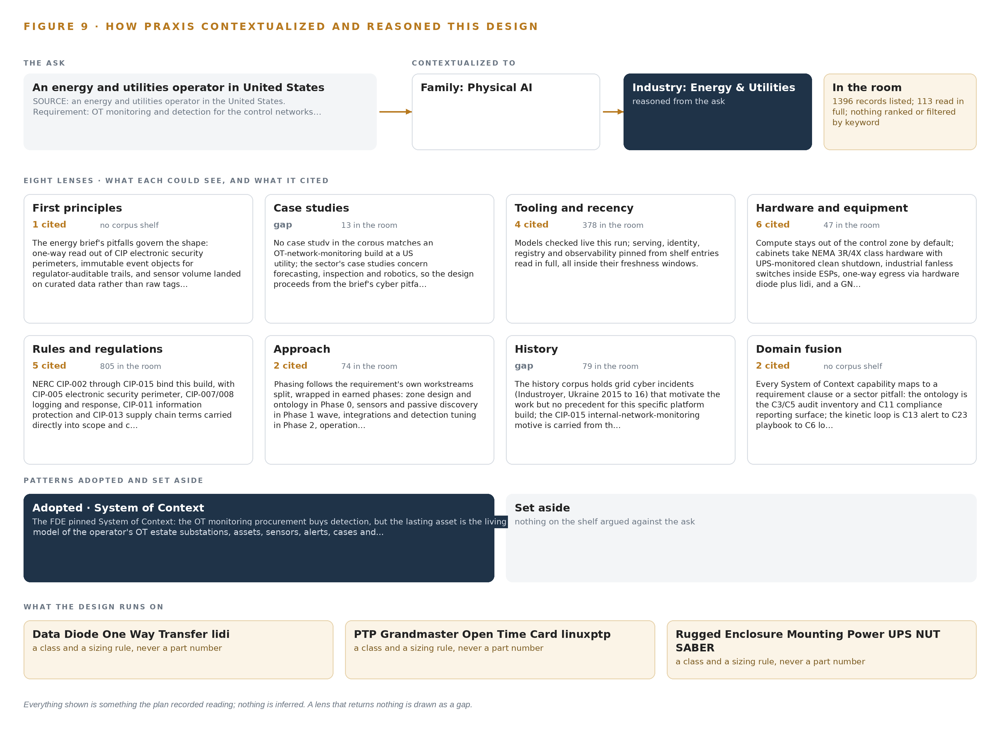 FIGURE 9 · HOW PRAXIS CONTEXTUALIZED AND REASONED THIS DESIGN
THE ASK
CONTEXTUALIZED TO
An energy and utilities operator in United States
SOURCE: an energy and utilities operator in the United States.
Requirement: OT monitoring and detection for the control networks…
Family: Physical AI
Industry: Energy & Utilities
reasoned from the ask
In the room
1396 records listed; 113 read in
full; nothing ranked or filtered
by keyword
EIGHT LENSES · WHAT EACH COULD SEE, AND WHAT IT CITED
First principles
1 cited no corpus shelf
The energy brief's pitfalls govern the shape:
one-way read out of CIP electronic security
perimeters, immutable event objects for
regulator-auditable trails, and sensor volume landed
on curated data rather than raw tags…
Case studies
gap 13 in the room
No case study in the corpus matches an
OT-network-monitoring build at a US
utility; the sector's case studies concern
forecasting, inspection and robotics, so the design
proceeds from the brief's cyber pitfa…
Tooling and recency
4 cited 378 in the room
Models checked live this run; serving, identity,
registry and observability pinned from shelf entries
read in full, all inside their freshness windows.
Hardware and equipment
6 cited 47 in the room
Compute stays out of the control zone by default;
cabinets take NEMA 3R/4X class hardware with
UPS-monitored clean shutdown, industrial fanless
switches inside ESPs, one-way egress via hardware
diode plus lidi, and a GN…
Rules and regulations
5 cited 805 in the room
NERC CIP-002 through CIP-015 bind this build, with
CIP-005 electronic security perimeter, CIP-007/008
logging and response, CIP-011 information
protection and CIP-013 supply chain terms carried
directly into scope and c…
Approach
2 cited 74 in the room
Phasing follows the requirement's own workstreams
split, wrapped in earned phases: zone design and
ontology in Phase 0, sensors and passive discovery
in Phase 1 wave, integrations and detection tuning
in Phase 2, operation…
History
gap 79 in the room
The history corpus holds grid cyber incidents
(Industroyer, Ukraine 2015 to 16) that motivate the
work but no precedent for this specific platform
build; the CIP-015 internal-network-monitoring
motive is carried from th…
Domain fusion
2 cited no corpus shelf
Every System of Context capability maps to a
requirement clause or a sector pitfall: the ontology is
the C3/C5 audit inventory and C11 compliance
reporting surface; the kinetic loop is C13 alert to C23
playbook to C6 lo…
PATTERNS ADOPTED AND SET ASIDE
Adopted · System of Context
The FDE pinned System of Context: the OT monitoring procurement buys detection, but the lasting asset is the living
model of the operator's OT estate substations, assets, sensors, alerts, cases and...
Set aside
nothing on the shelf argued against the ask
WHAT THE DESIGN RUNS ON
Data Diode One Way Transfer lidi
a class and a sizing rule, never a part number
PTP Grandmaster Open Time Card linuxptp
a class and a sizing rule, never a part number
Rugged Enclosure Mounting Power UPS NUT
SABER
a class and a sizing rule, never a part number
Everything shown is something the plan recorded reading; nothing is inferred. A lens that returns nothing is drawn as a gap.